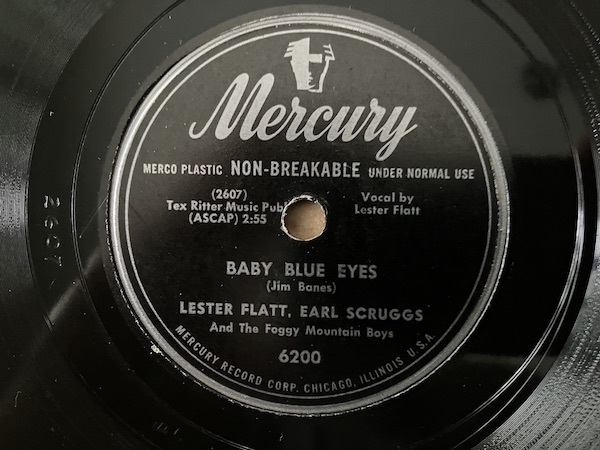 Mercury
MERCO PLASTIC NON-BREAKABLE UNDER NORMAL USE
(2607)
Tex Ritter Music Pub
(ASCAP) 2:55
Vocal by
Lester Flatt
BABY BLUE EYES
(Jim Banes)
LESTER FLATT, EARL SCRUGGS
And The Foggy Mountain Boys
6200
MERCURY RECORD CORP. CHICAGO, ILLINOIS U.S.A.
2607